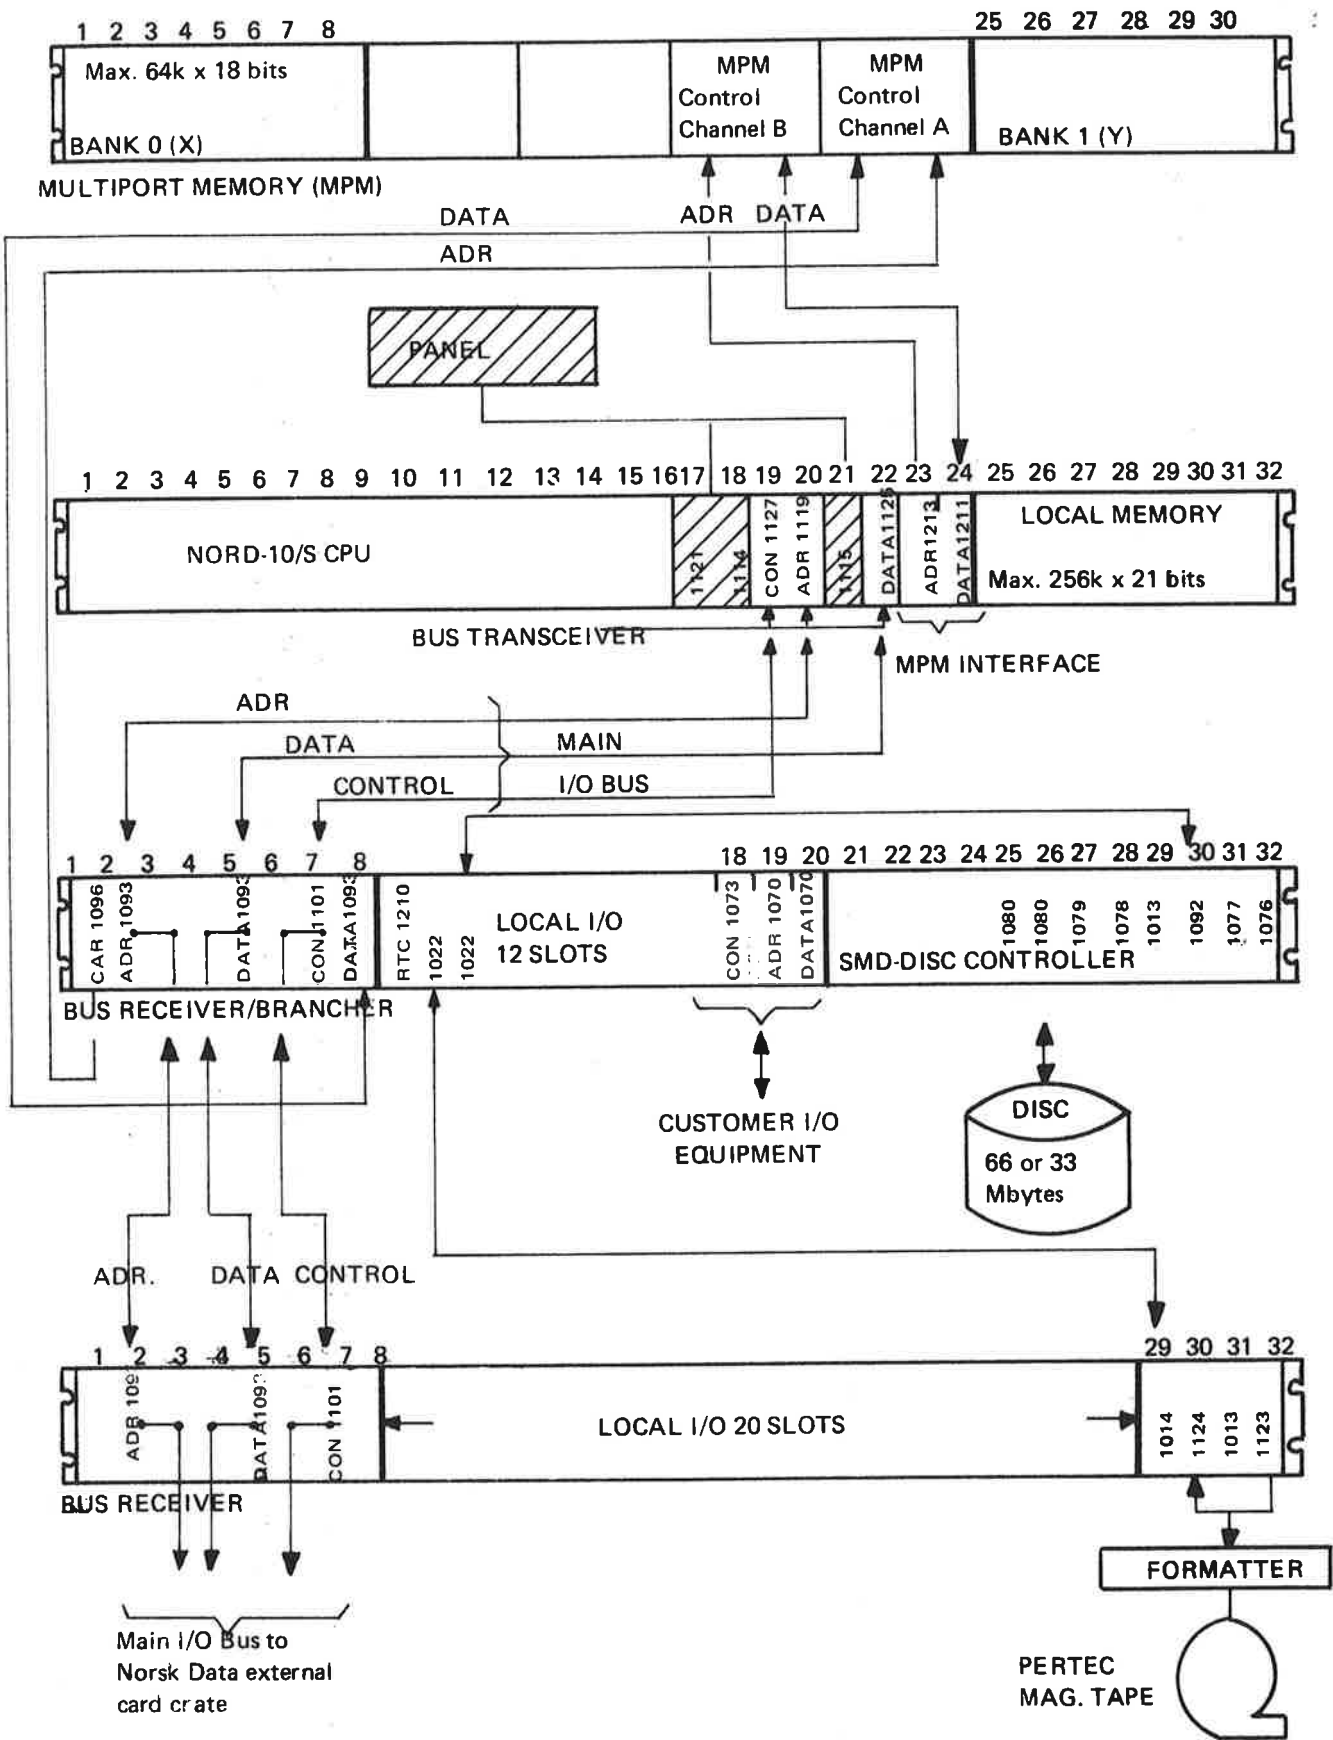 1 2 3 4 5 6 7 8 25 26 27 28 29 30
Max. 64k x 18 bits
BANK 0 (X)
MPM
Control
Channel B
MPM
Control
Channel A
BANK 1 (Y)
MULTIPORT MEMORY (MPM)
DATA
ADR DATA
ADR
PANEL
1 2 3 4 5 6 7 8 9 10 11 12 13 14 15 16 17 18 19 20 21 22 23 24 25 26 27 28 29 30 31 32
NORD-10/S CPU
1121
1114
CON 1127
ADR 1119
1115
DATA1125
ADR1213
DATA1211
LOCAL MEMORY
Max. 256k x 21 bits
BUS TRANSCEIVER
MPM INTERFACE
ADR
DATA
MAIN
CONTROL
I/O BUS
1 2 3 4 5 6 7 8 18 19 20 21 22 23 24 25 26 27 28 29 30 31 32
CAR 1096
ADR 1093
DATA1093
CON 1101
DATA1093
RTC 1210
1022
1022
LOCAL I/O
12 SLOTS
CON 1073
ADR 1070
DATA1070
SMD-DISC CONTROLLER
1080
1080
1079
1078
1013
1092
1077
1076
BUS RECEIVER/BRANCHER
CUSTOMER I/O
EQUIPMENT
DISC
66 or 33
Mbytes
ADR. DATA CONTROL
1 2 3 4 5 6 7 8 29 30 31 32
ADR
DATA109
CON 1101
LOCAL I/O 20 SLOTS
1014
1124
1013
1123
BUS RECEIVER
FORMATTER
Main I/O Bus to
Norsk Data external
card crate
PERTEC
MAG. TAPE